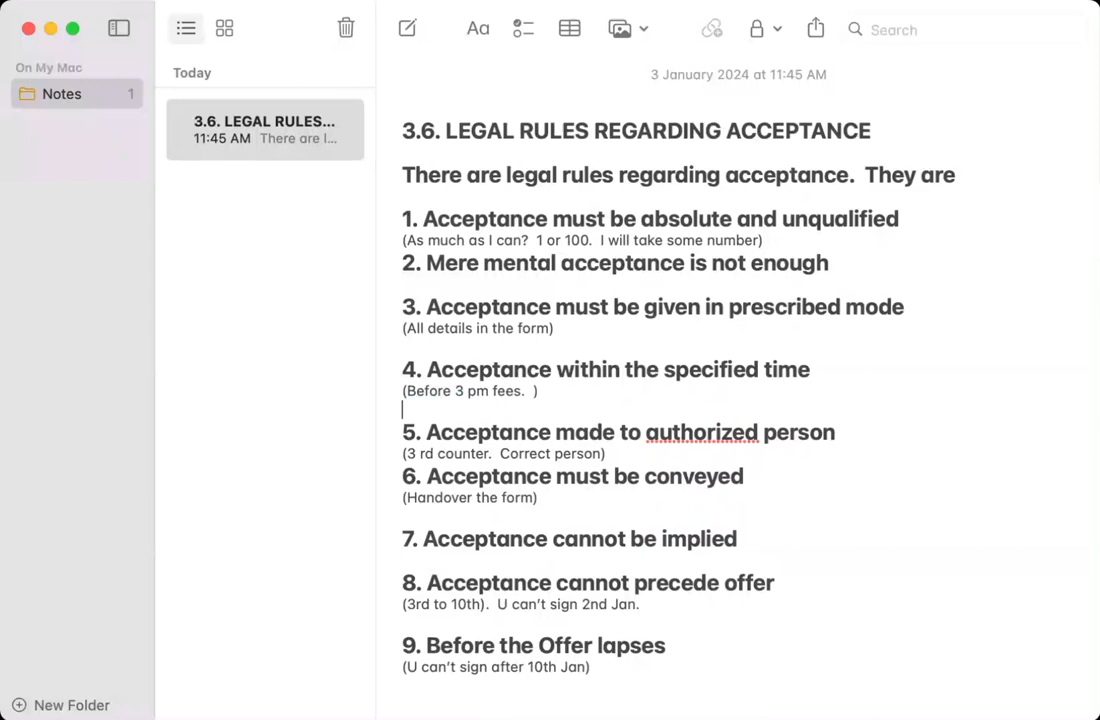 Search
On My Mac
Notes 1
New Folder
Today
3.6. LEGAL RULES...
11:45 AM There are l...
3 January 2024 at 11:45 AM
3.6. LEGAL RULES REGARDING ACCEPTANCE
There are legal rules regarding acceptance.  They are
1. Acceptance must be absolute and unqualified
(As much as I can?  1 or 100.  I will take some number)
2. Mere mental acceptance is not enough
3. Acceptance must be given in prescribed mode
(All details in the form)
4. Acceptance within the specified time
(Before 3 pm fees.  )
5. Acceptance made to authorized person
(3 rd counter.  Correct person)
6. Acceptance must be conveyed
(Handover the form)
7. Acceptance cannot be implied
8. Acceptance cannot precede offer
(3rd to 10th).  U can't sign 2nd Jan.
9. Before the Offer lapses
(U can't sign after 10th Jan)